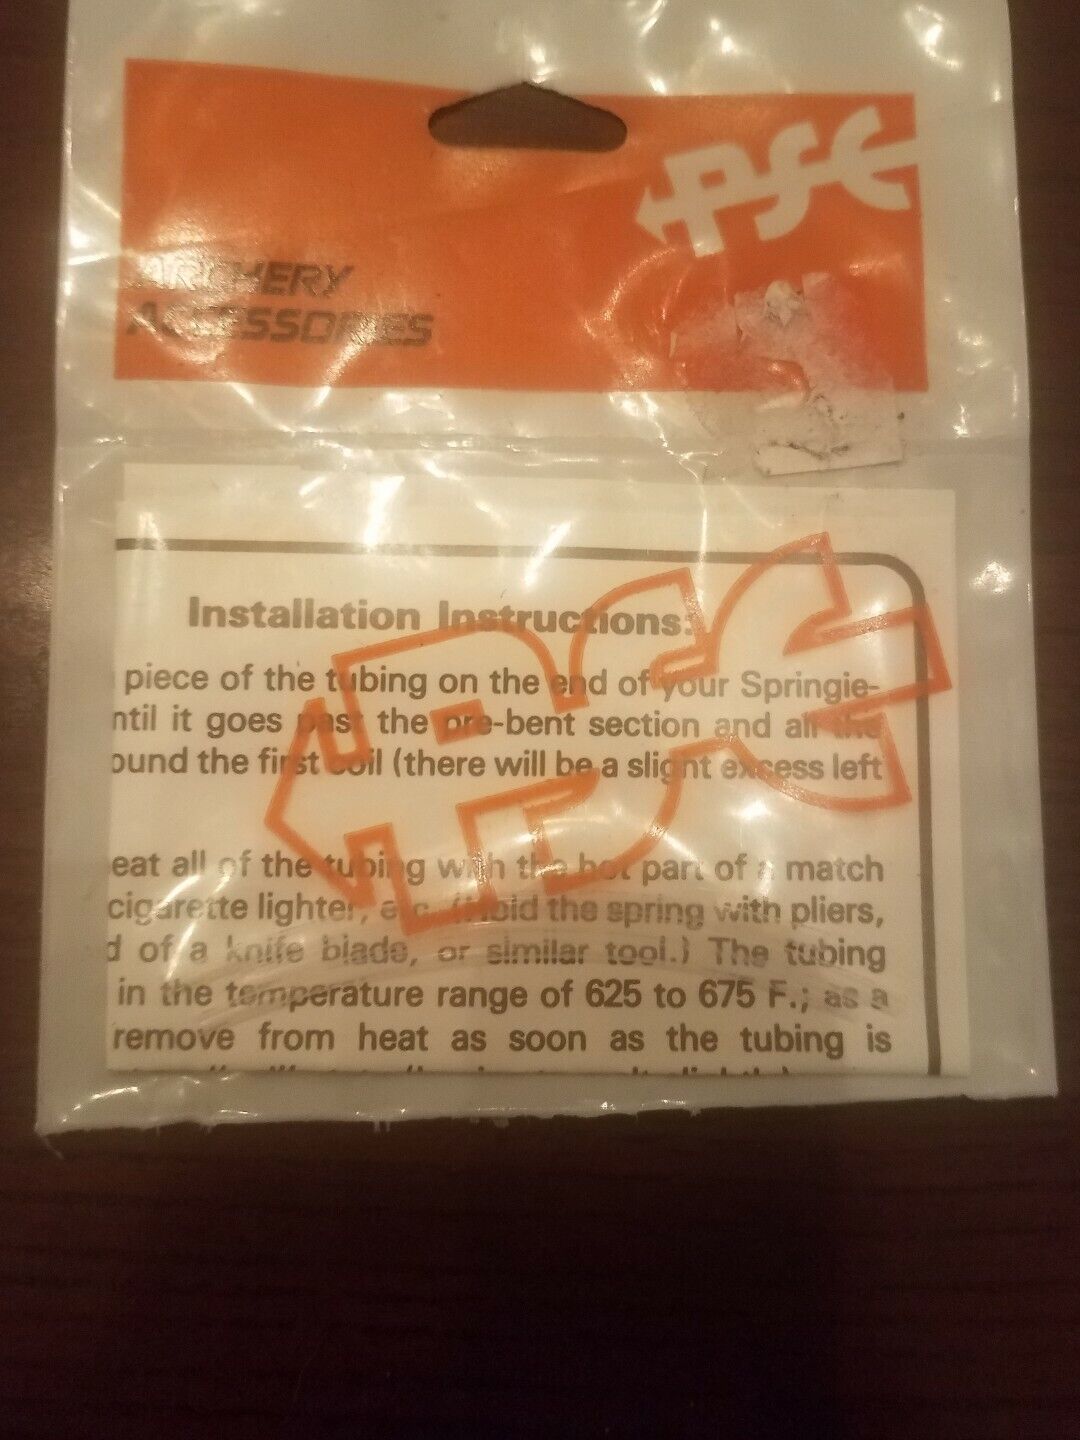 PSE
ARCHERY
ACCESSORIES
Installation Instructions:
piece of the tubing on the end of your Springie-
ntil it goes past the pre-bent section and all the
ound the first coil (there will be a slight excess left
eat all of the tubing with the hot part of a match
cigarette lighter, etc. (Hold the spring with pliers,
d of a knife blade, or similar tool.) The tubing
in the temperature range of 625 to 675 F.; as a
remove from heat as soon as the tubing is
PSE